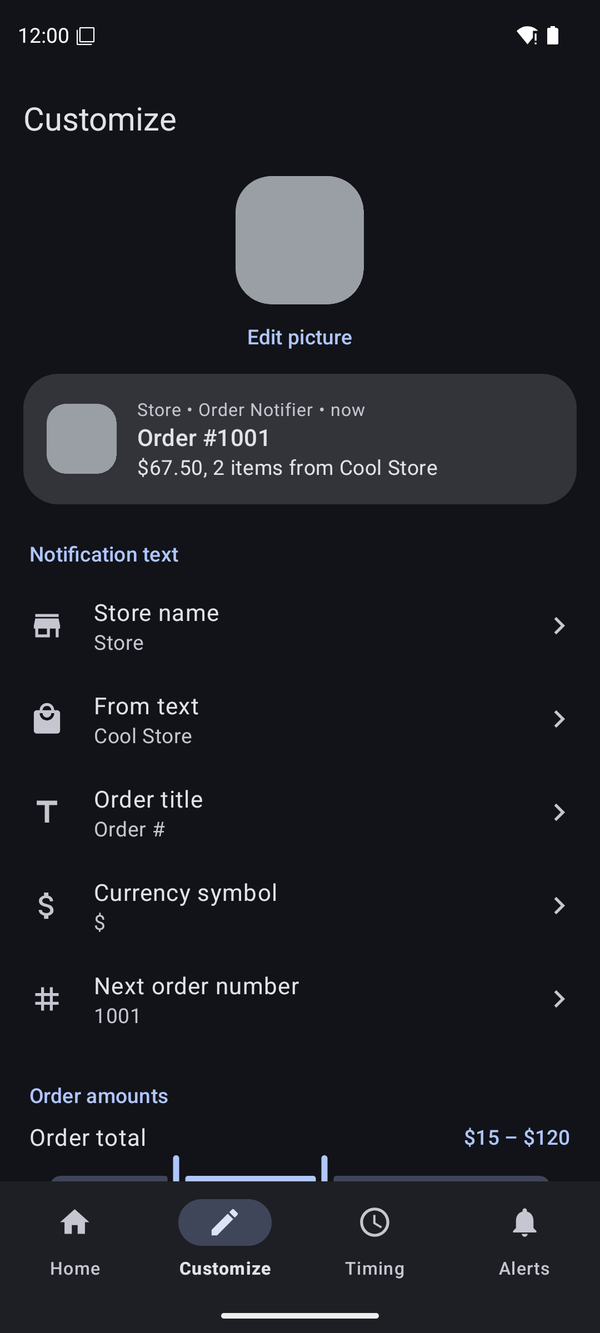 12:00
Customize
Edit picture
Store • Order Notifier • now
Order #1001
$67.50, 2 items from Cool Store
Notification text
Store name
Store
From text
Cool Store
Order title
Order #
Currency symbol
$
Next order number
1001
Order amounts
Order total
$15 – $120
Home
Customize
Timing
Alerts